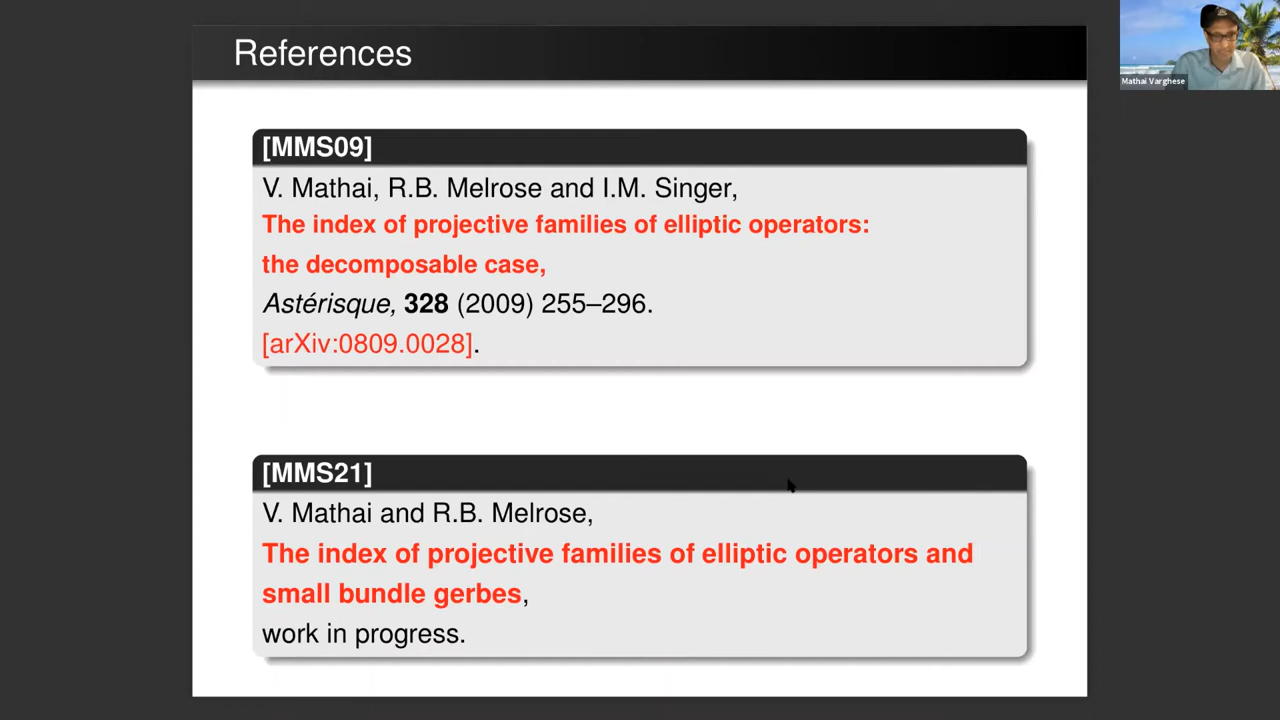 References
Mathai Varghese
[MMS09]
V. Mathai, R.B. Melrose and I.M. Singer,
The index of projective families of elliptic operators:
the decomposable case,
Astérisque, 328 (2009) 255–296.
[arXiv:0809.0028].
[MMS21]
V. Mathai and R.B. Melrose,
The index of projective families of elliptic operators and
small bundle gerbes,
work in progress.